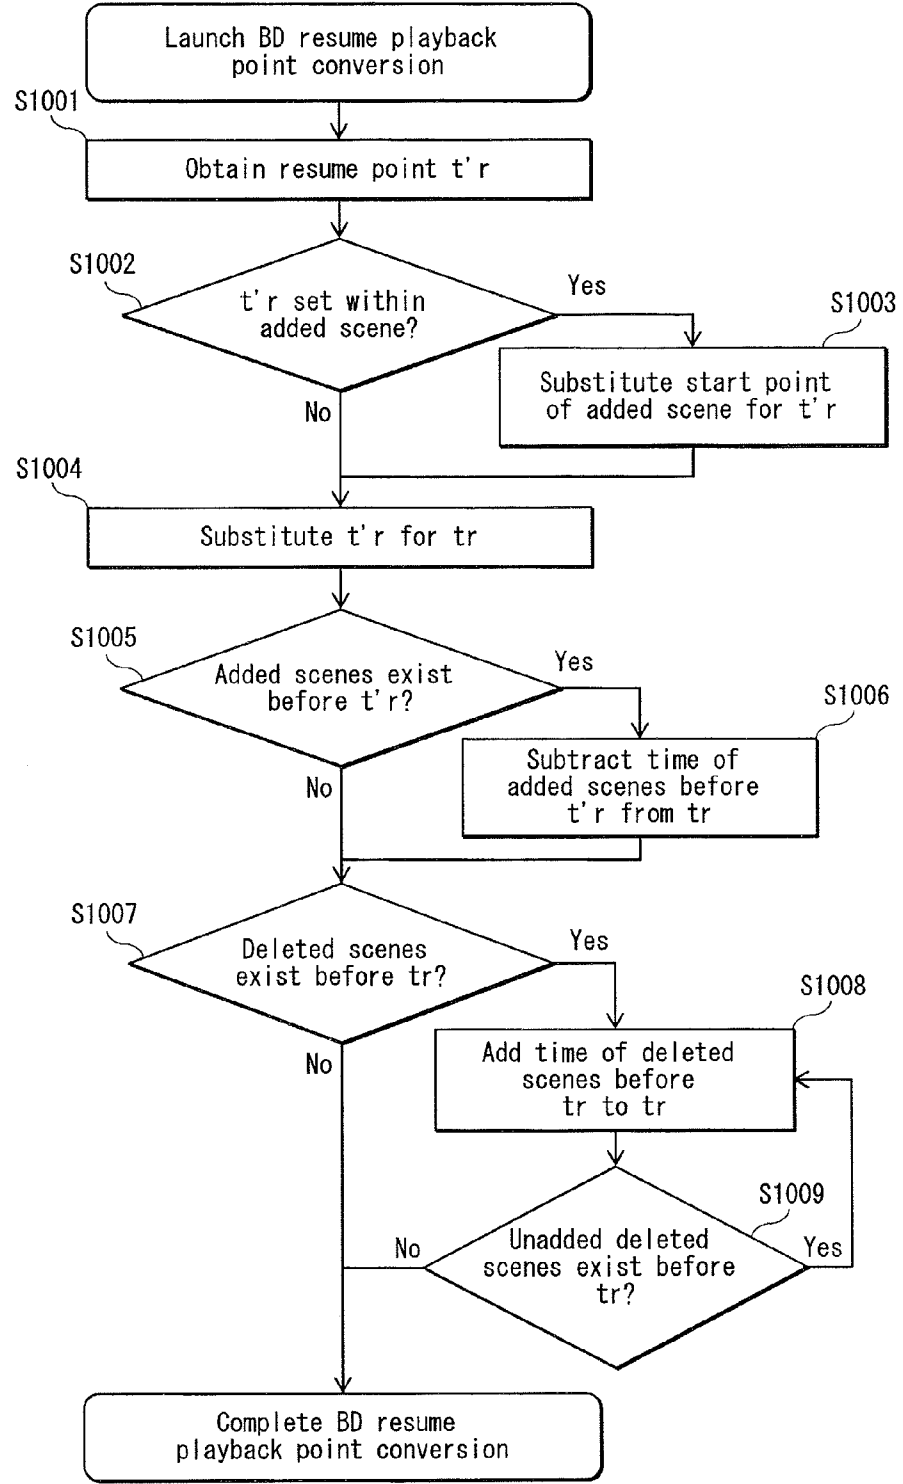 Launch BD resume playback
point conversion
S1001
Obtain resume point t'r
S1002
t'r set within
added scene?
Yes
No
S1003
Substitute start point
of added scene for t'r
S1004
Substitute t'r for tr
S1005
Added scenes exist
before t'r?
Yes
No
S1006
Subtract time of
added scenes before
t'r from tr
S1007
Deleted scenes
exist before tr?
Yes
No
S1008
Add time of deleted
scenes before
tr to tr
S1009
Unadded deleted
scenes exist before
tr?
No
Yes
Complete BD resume
playback point conversion